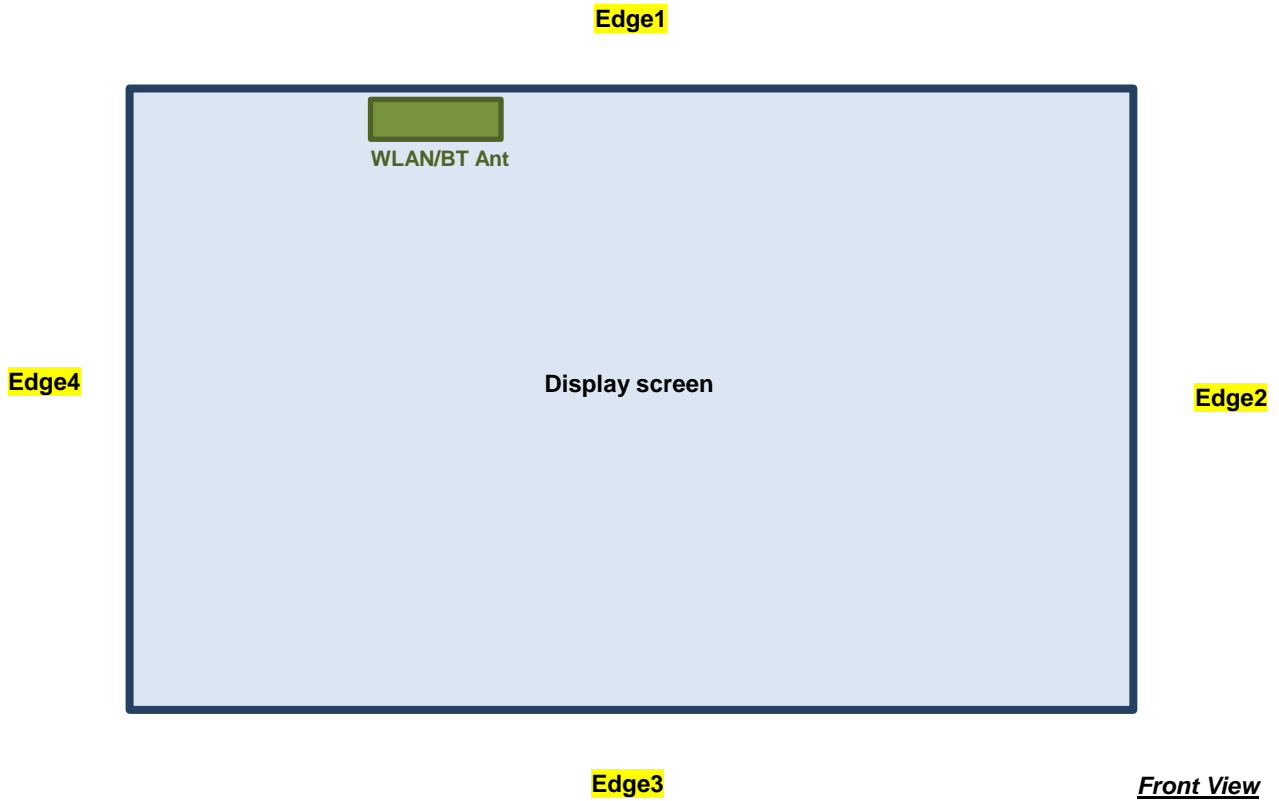 Edge1
WLAN/BT Ant
Edge4
Display screen
Edge2
Edge3
Front View